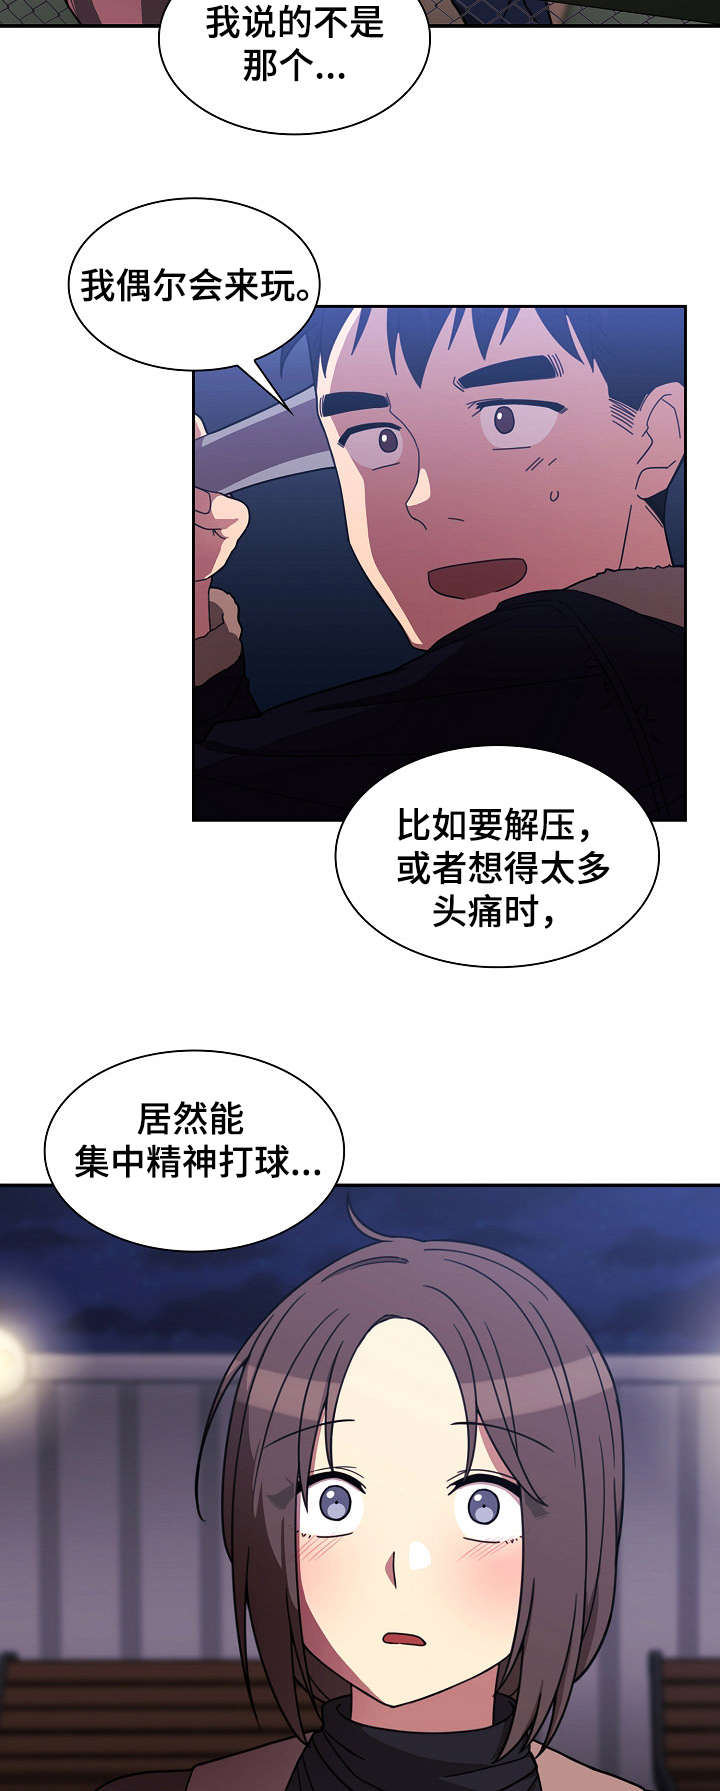 我说的不是
那个…
我偶尔会来玩。
比如要解压，
或者想得太多
头痛时，
居然能
集中精神打球…